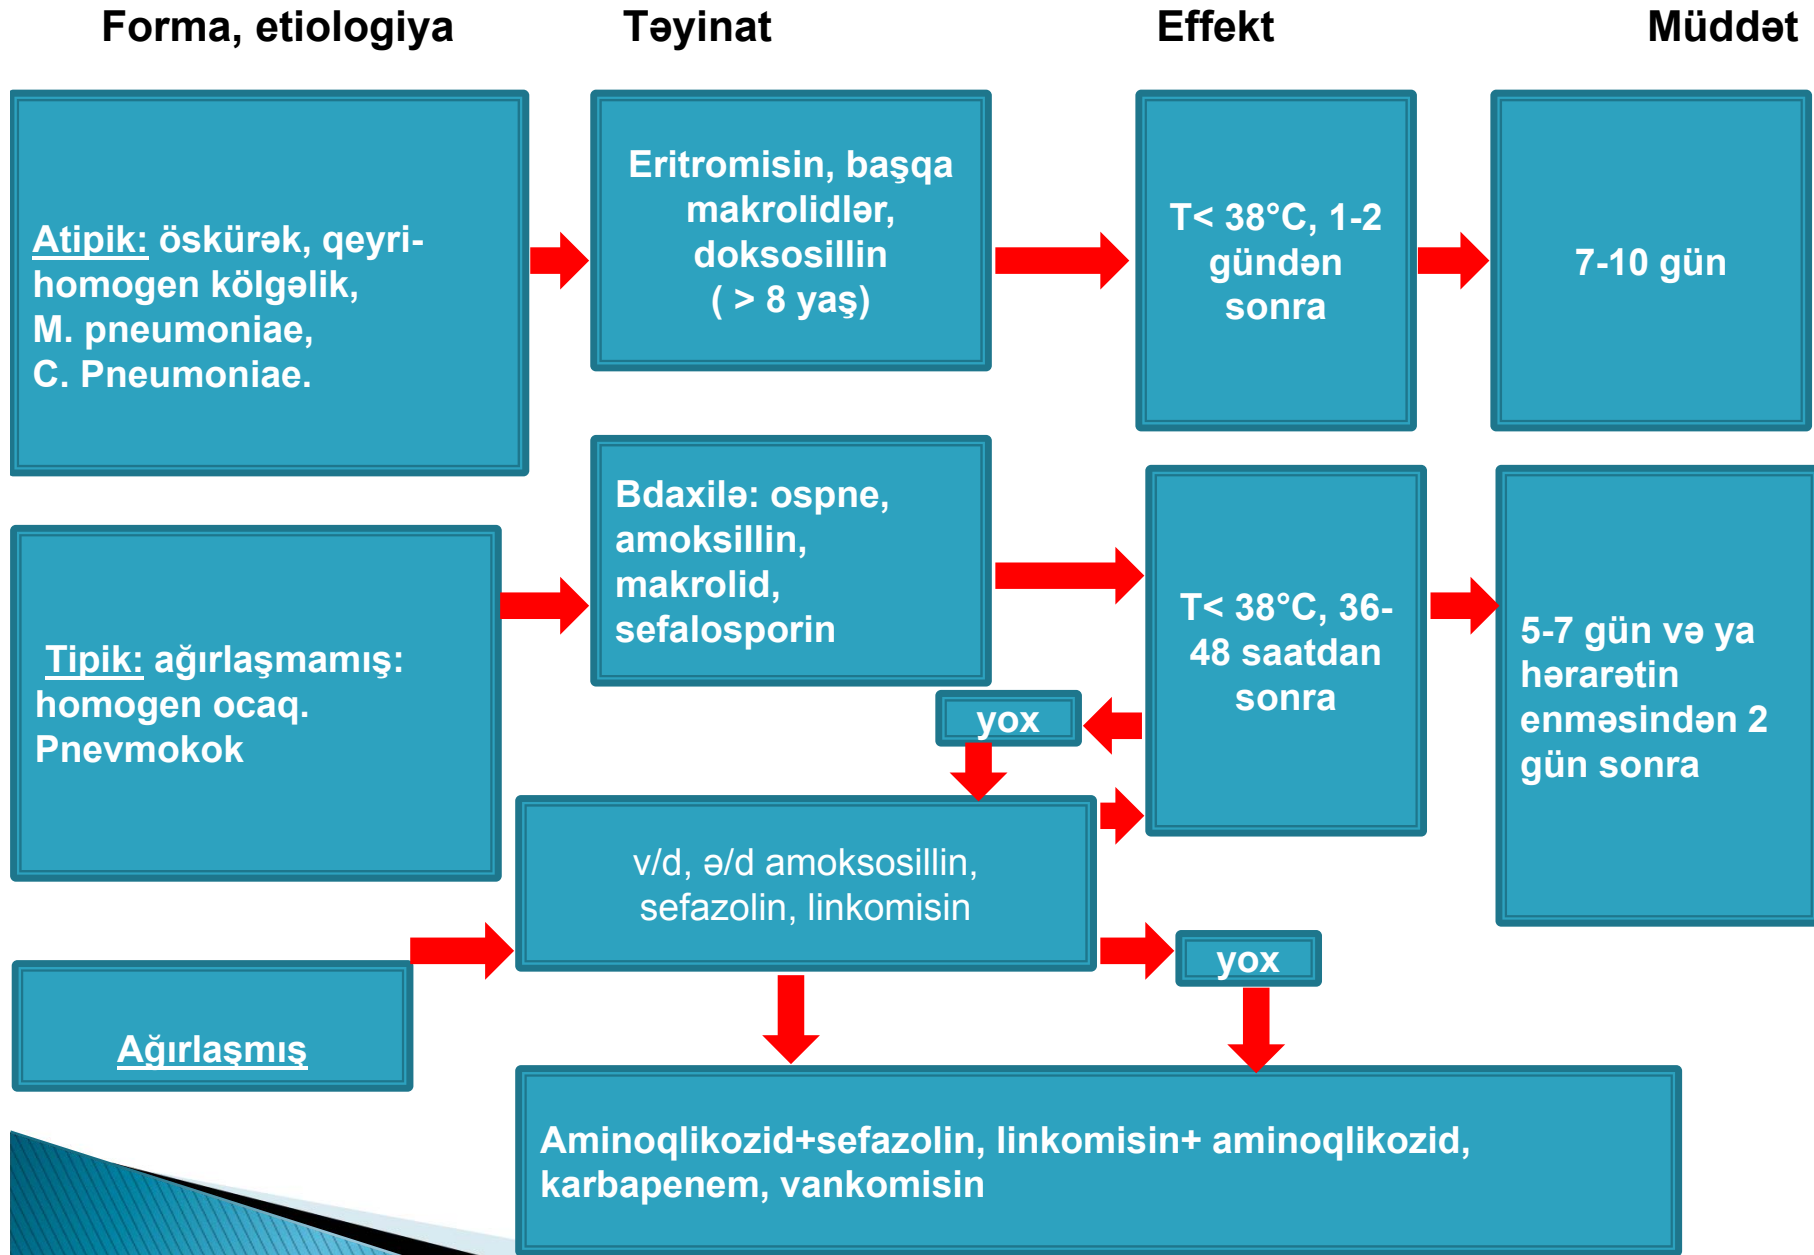 Forma, etiologiya
Təyinat
Effekt
Müddət
Atipik: öskürək, qeyri-
homogen kölgəlik,
M. pneumoniae,
C. Pneumoniae.
Eritromisin, başqa
makrolidlər,
doksosillin
( > 8 yaş)
T< 38°C, 1-2
gündən
sonra
7-10 gün
Tipik: ağırlaşmamış:
homogen ocaq.
Pnevmokok
Bdaxilə: ospne,
amoksillin,
makrolid,
sefalosporin
T< 38°C, 36-
48 saatdan
sonra
5-7 gün və ya
hərarətin
enməsindən 2
gün sonra
yox
v/d, ə/d amoksosillin,
sefazolin, linkomisin
yox
Ağırlaşmış
Aminoqlikozid+sefazolin, linkomisin+ aminoqlikozid,
karbapenem, vankomisin